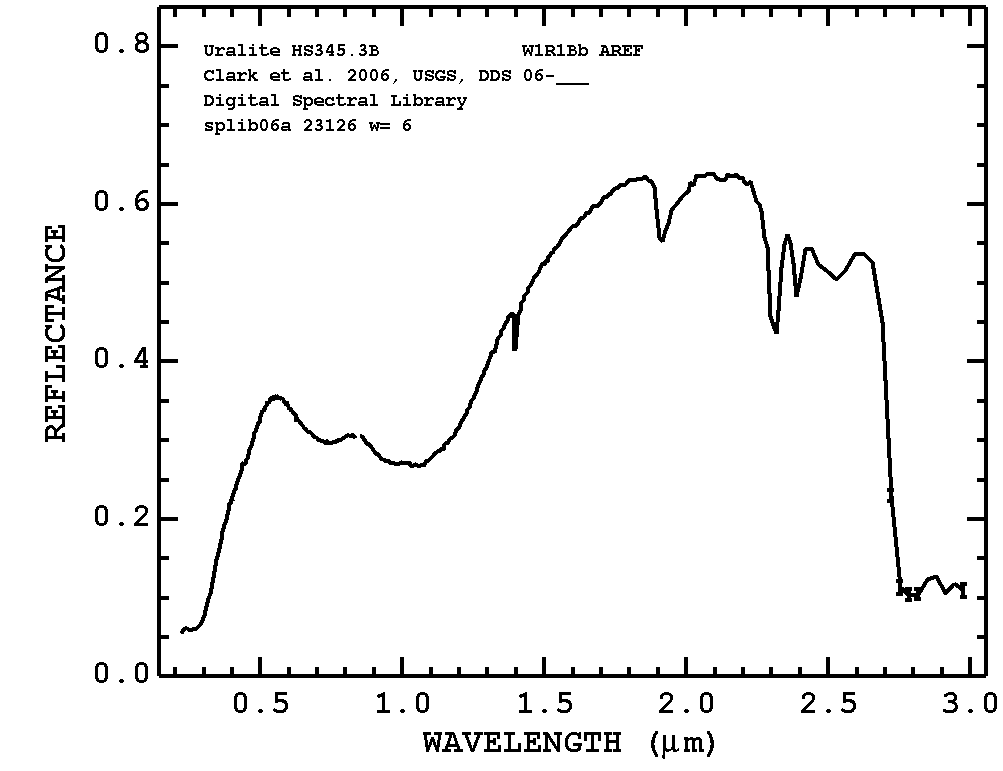 Uralite HS345.3B W1R1Bb AREF
Clark et al. 2006, USGS, DDS 06-___
Digital Spectral Library
splib06a 23126 w= 6
0.8
0.6
0.4
0.2
0.0
REFLECTANCE
0.5 1.0 1.5 2.0 2.5 3.0
WAVELENGTH (μm)